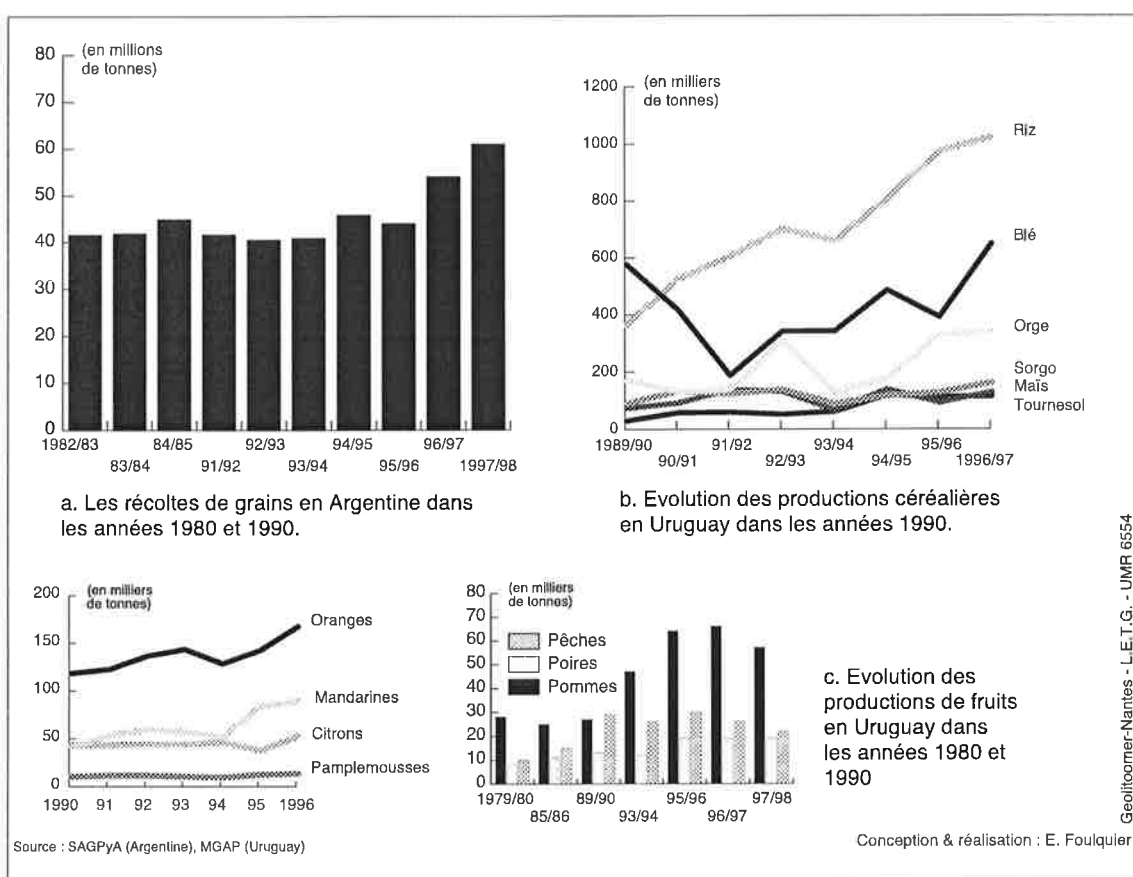 80
(en millions
de tonnes)
70
60
50
40
30
20
10
0
1982/83 84/85 92/93 94/95 96/97
83/84 91/92 93/94 95/96 1997/98
a. Les récoltes de grains en Argentine dans
les années 1980 et 1990.
1200
(en milliers
de tonnes)
1000
800
600
400
200
0
Riz
Blé
Orge
Sorgo
Maïs
Tournesol
1989/90 91/92 93/94 95/96
90/91 92/93 94/95 1996/97
b. Evolution des productions céréalières
en Uruguay dans les années 1990.
200
(en milliers
de tonnes)
150
100
50
0
Oranges
Mandarines
Citrons
Pamplemousses
1990 91 92 93 94 95 1996
80
(en milliers
de tonnes)
70
60
50
40
30
20
10
0
Pêches
Poires
Pommes
1979/80 89/90 95/96 97/98
85/86 93/94 96/97
c. Evolution des
productions de fruits
en Uruguay dans
les années 1980 et
1990
Geolitoomer-Nantes - L.E.T.G. - UMR 6554
Source : SAGPyA (Argentine), MGAP (Uruguay)
Conception & réalisation : E. Foulquier